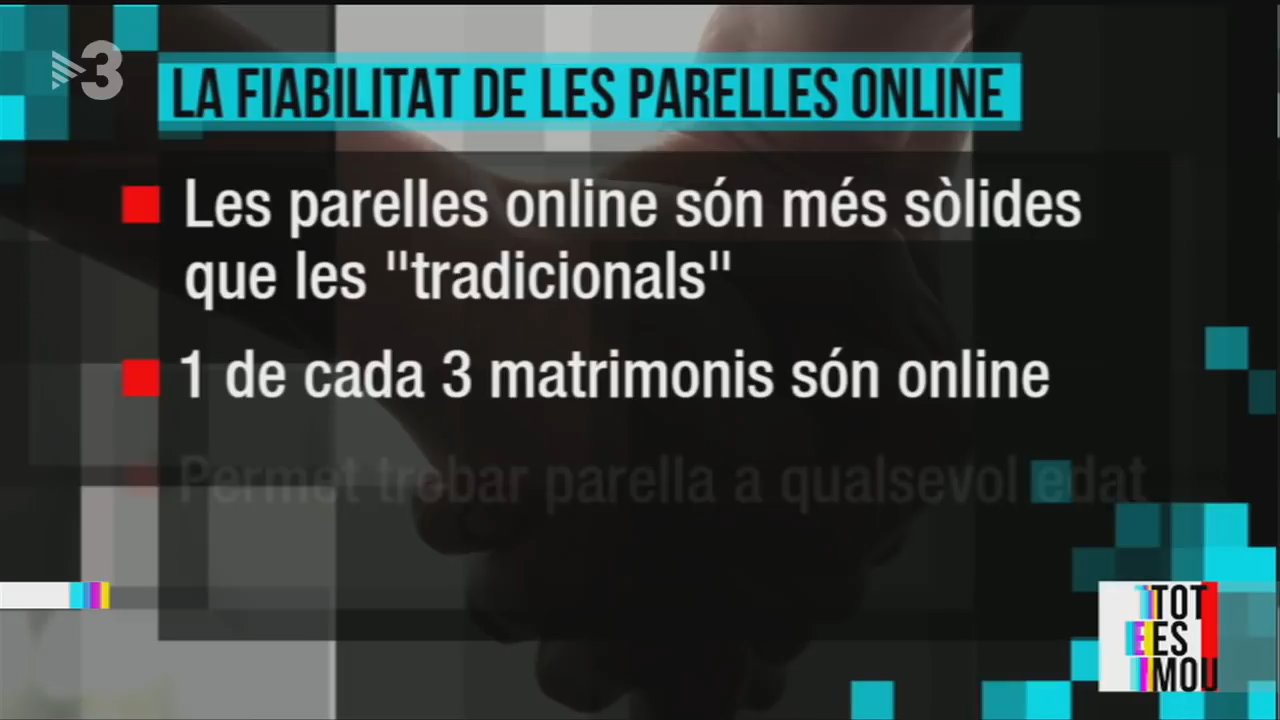 3
LA FIABILITAT DE LES PARELLES ONLINE
Les parelles online són més sòlides
que les "tradicionals"
1 de cada 3 matrimonis són online
Permet trobar parella a qualsevol edat
TOT
ES
MOU